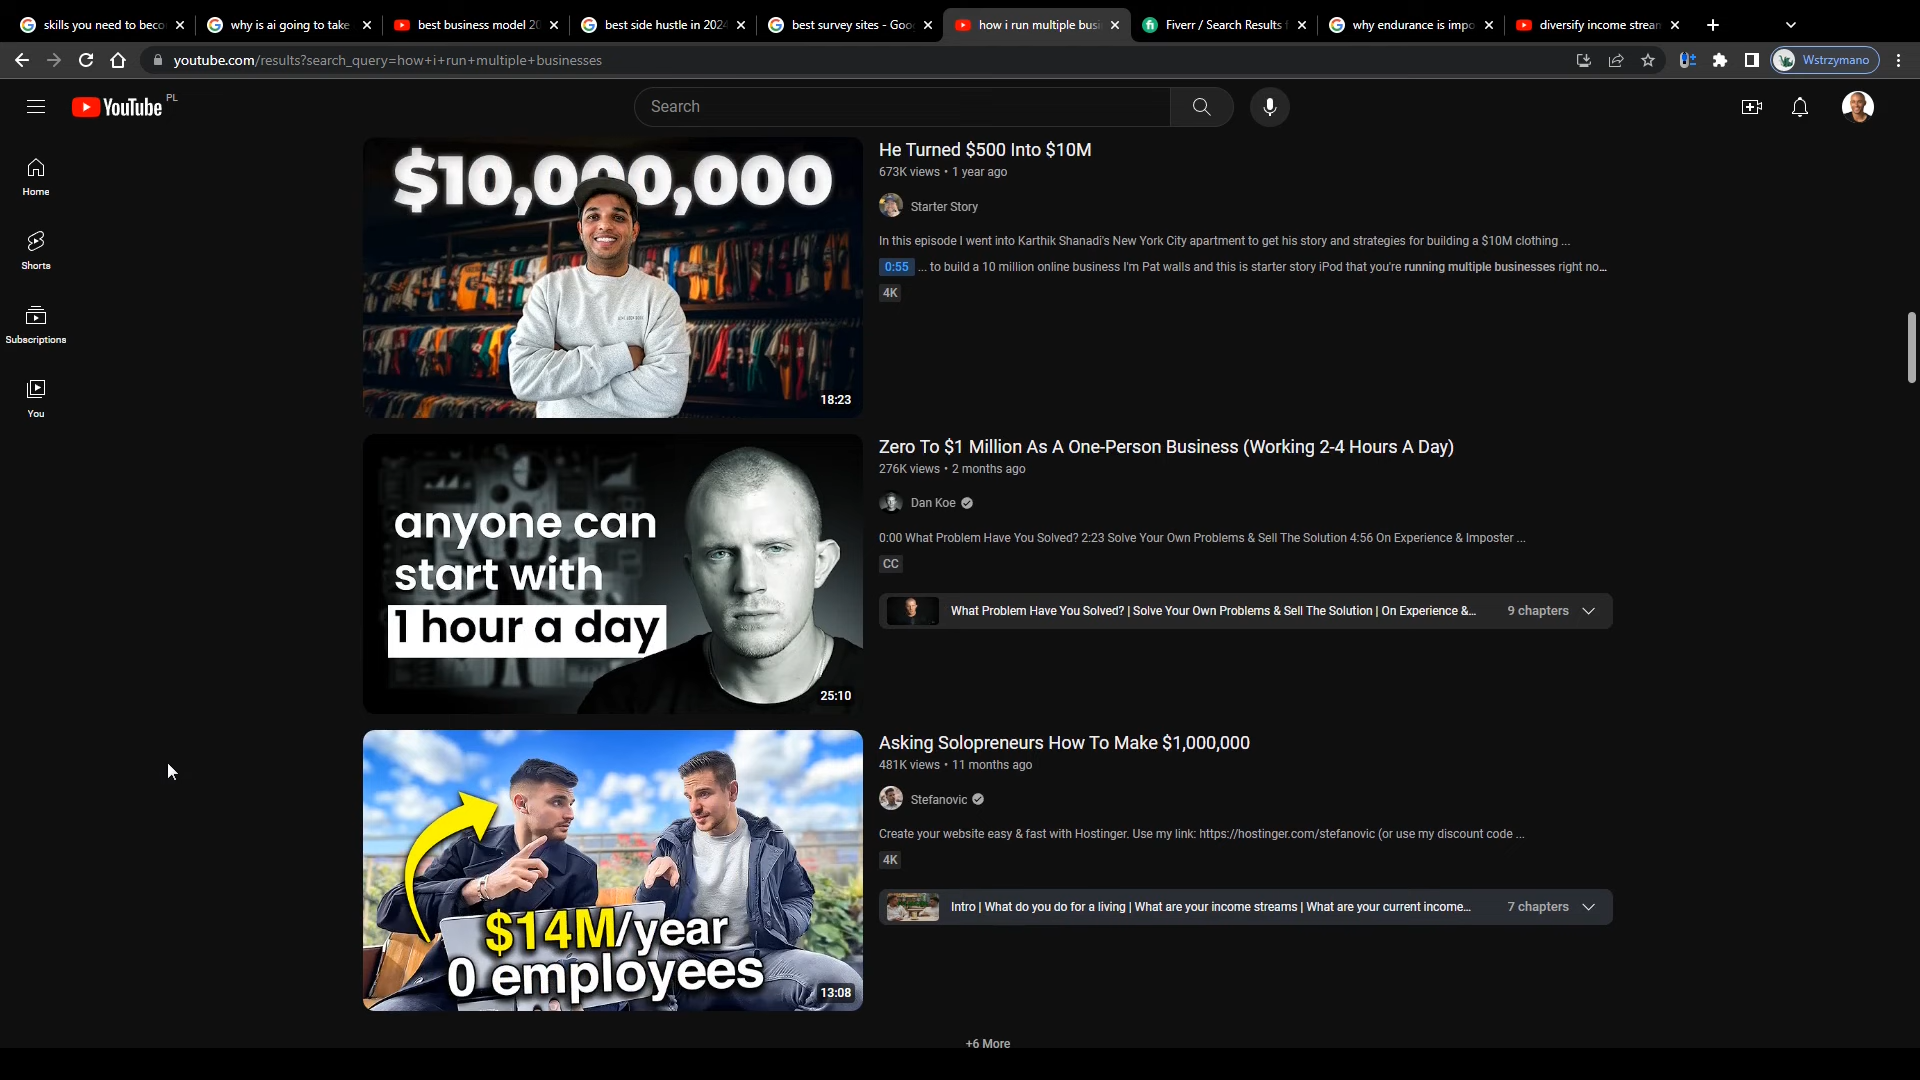 skills you need to beco
why is ai going to take
best business model 20
best side hustle in 2024
best survey sites - Goo
how i run multiple busi
Fiverr / Search Results f
why endurance is impo
diversify income stream
youtube.com/results?search_query=how+i+run+multiple+businesses
Wstrzymano
YouTube PL
Search
Home
Shorts
Subscriptions
You
$10,000,000
18:23
He Turned $500 Into $10M
673K views • 1 year ago
Starter Story
In this episode I went into Karthik Shanadi's New York City apartment to get his story and strategies for building a $10M clothing ...
0:55 ... to build a 10 million online business I'm Pat walls and this is starter story iPod that you're running multiple businesses right no...
4K
anyone can
start with
1 hour a day
25:10
Zero To $1 Million As A One-Person Business (Working 2-4 Hours A Day)
276K views • 2 months ago
Dan Koe
0:00 What Problem Have You Solved? 2:23 Solve Your Own Problems & Sell The Solution 4:56 On Experience & Imposter ...
CC
What Problem Have You Solved? | Solve Your Own Problems & Sell The Solution | On Experience &...
9 chapters
$14M/year
0 employees
13:08
Asking Solopreneurs How To Make $1,000,000
481K views • 11 months ago
Stefanovic
Create your website easy & fast with Hostinger. Use my link: https://hostinger.com/stefanovic (or use my discount code ...
4K
Intro | What do you do for a living | What are your income streams | What are your current income...
7 chapters
+6 More